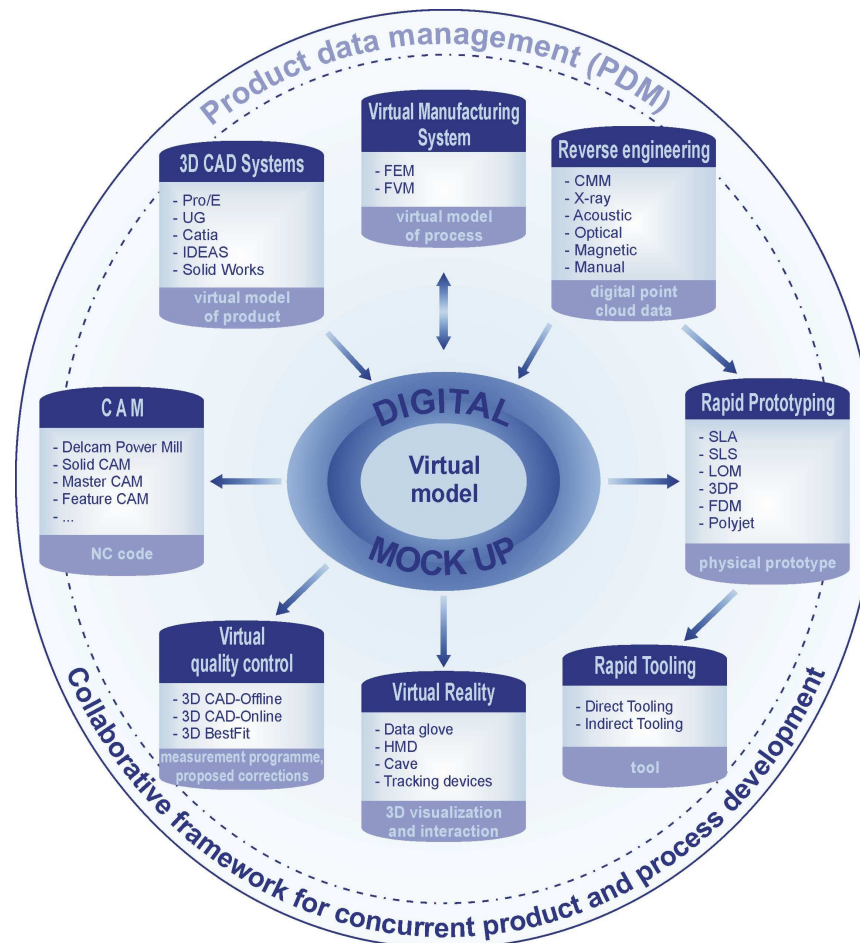 Product data management (PDM)
Virtual Manufacturing
System
- FEM
- FVM
virtual model
of process
3D CAD Systems
- Pro/E
- UG
- Catia
- IDEAS
- Solid Works
virtual model
of product
Reverse engineering
- CMM
- X-ray
- Acoustic
- Optical
- Magnetic
- Manual
digital point
cloud data
CAM
- Delcam Power Mill
- Solid CAM
- Master CAM
- Feature CAM
- ...
NC code
DIGITAL
Virtual
model
MOCK UP
Rapid Prototyping
- SLA
- SLS
- LOM
- 3DP
- FDM
- Polyjet
physical prototype
Virtual
quality control
- 3D CAD-Offline
- 3D CAD-Online
- 3D BestFit
measurement programme,
proposed corrections
Virtual Reality
- Data glove
- HMD
- Cave
- Tracking devices
3D visualization
and interaction
Rapid Tooling
- Direct Tooling
- Indirect Tooling
tool
Collaborative framework for concurrent product and process development